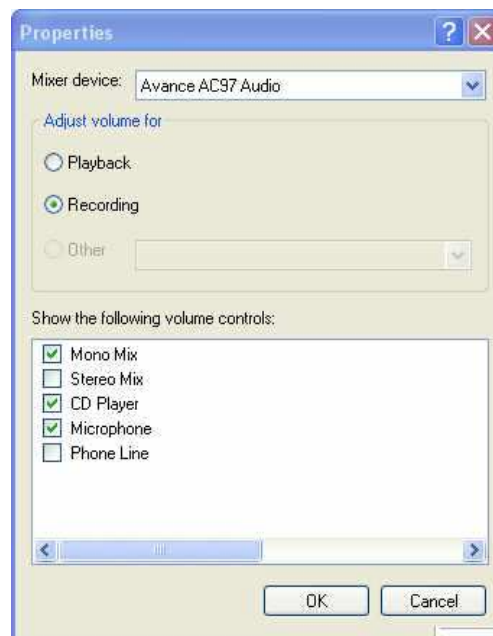 Properties
?
Mixer device: Avance AC97 Audio
Adjust volume for
Playback
Recording
Other
Show the following volume controls:
Mono Mix
Stereo Mix
CD Player
Microphone
Phone Line
OK Cancel